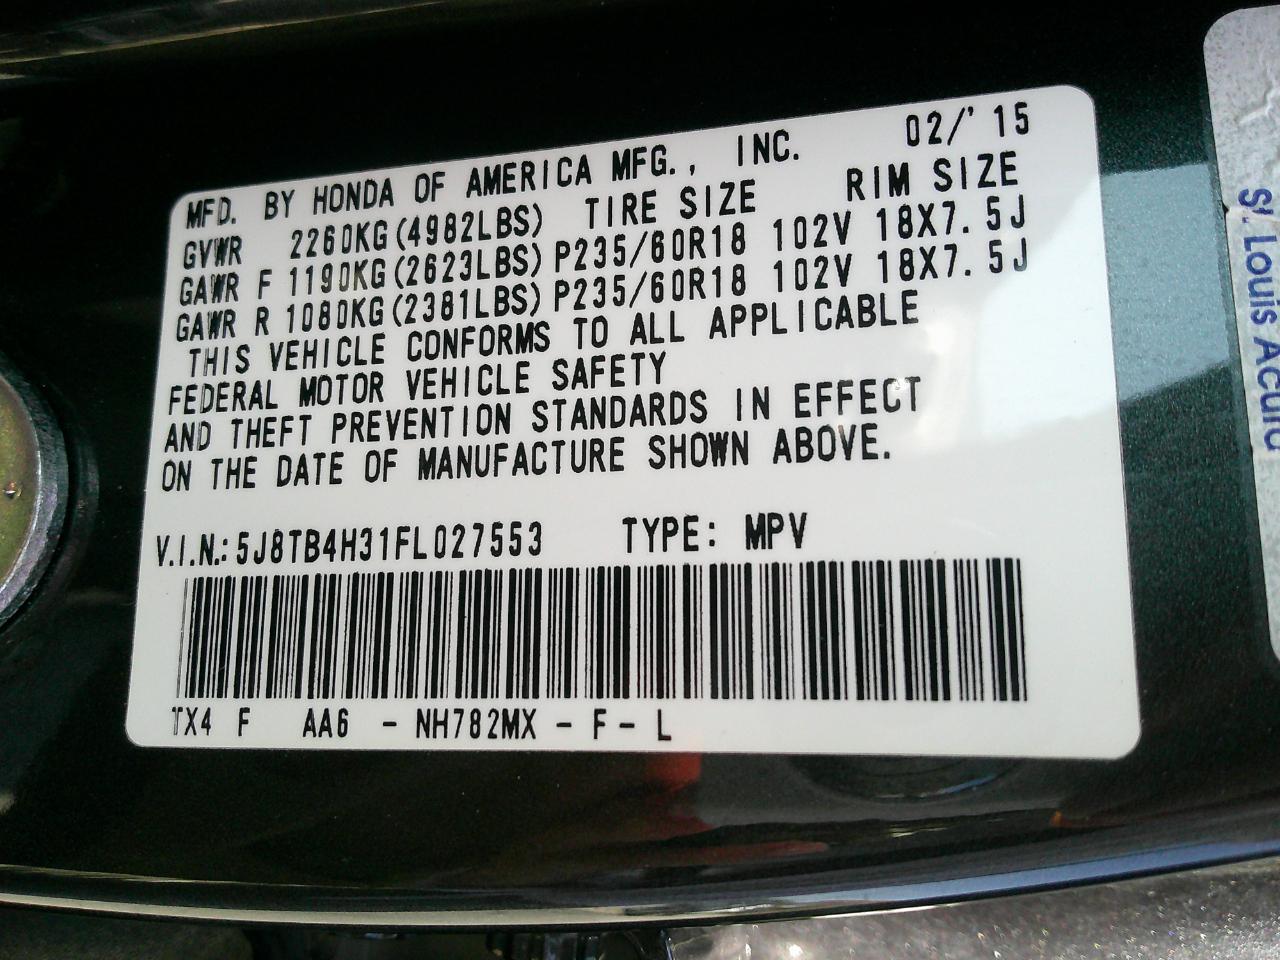 MFD. BY HONDA OF AMERICA MFG., INC. 02/'15
GVWR 2260KG(4982LBS) TIRE SIZE RIM SIZE
GAWR F 1190KG(2623LBS) P235/60R18 102V 18X7.5J
GAWR R 1080KG(2381LBS) P235/60R18 102V 18X7.5J
THIS VEHICLE CONFORMS TO ALL APPLICABLE
FEDERAL MOTOR VEHICLE SAFETY
AND THEFT PREVENTION STANDARDS IN EFFECT
ON THE DATE OF MANUFACTURE SHOWN ABOVE.
V.I.N.: 5J8TB4H31FL027553 TYPE: MPV
TX4 F AA6 - NH782MX - F - L
St. Louis Acura